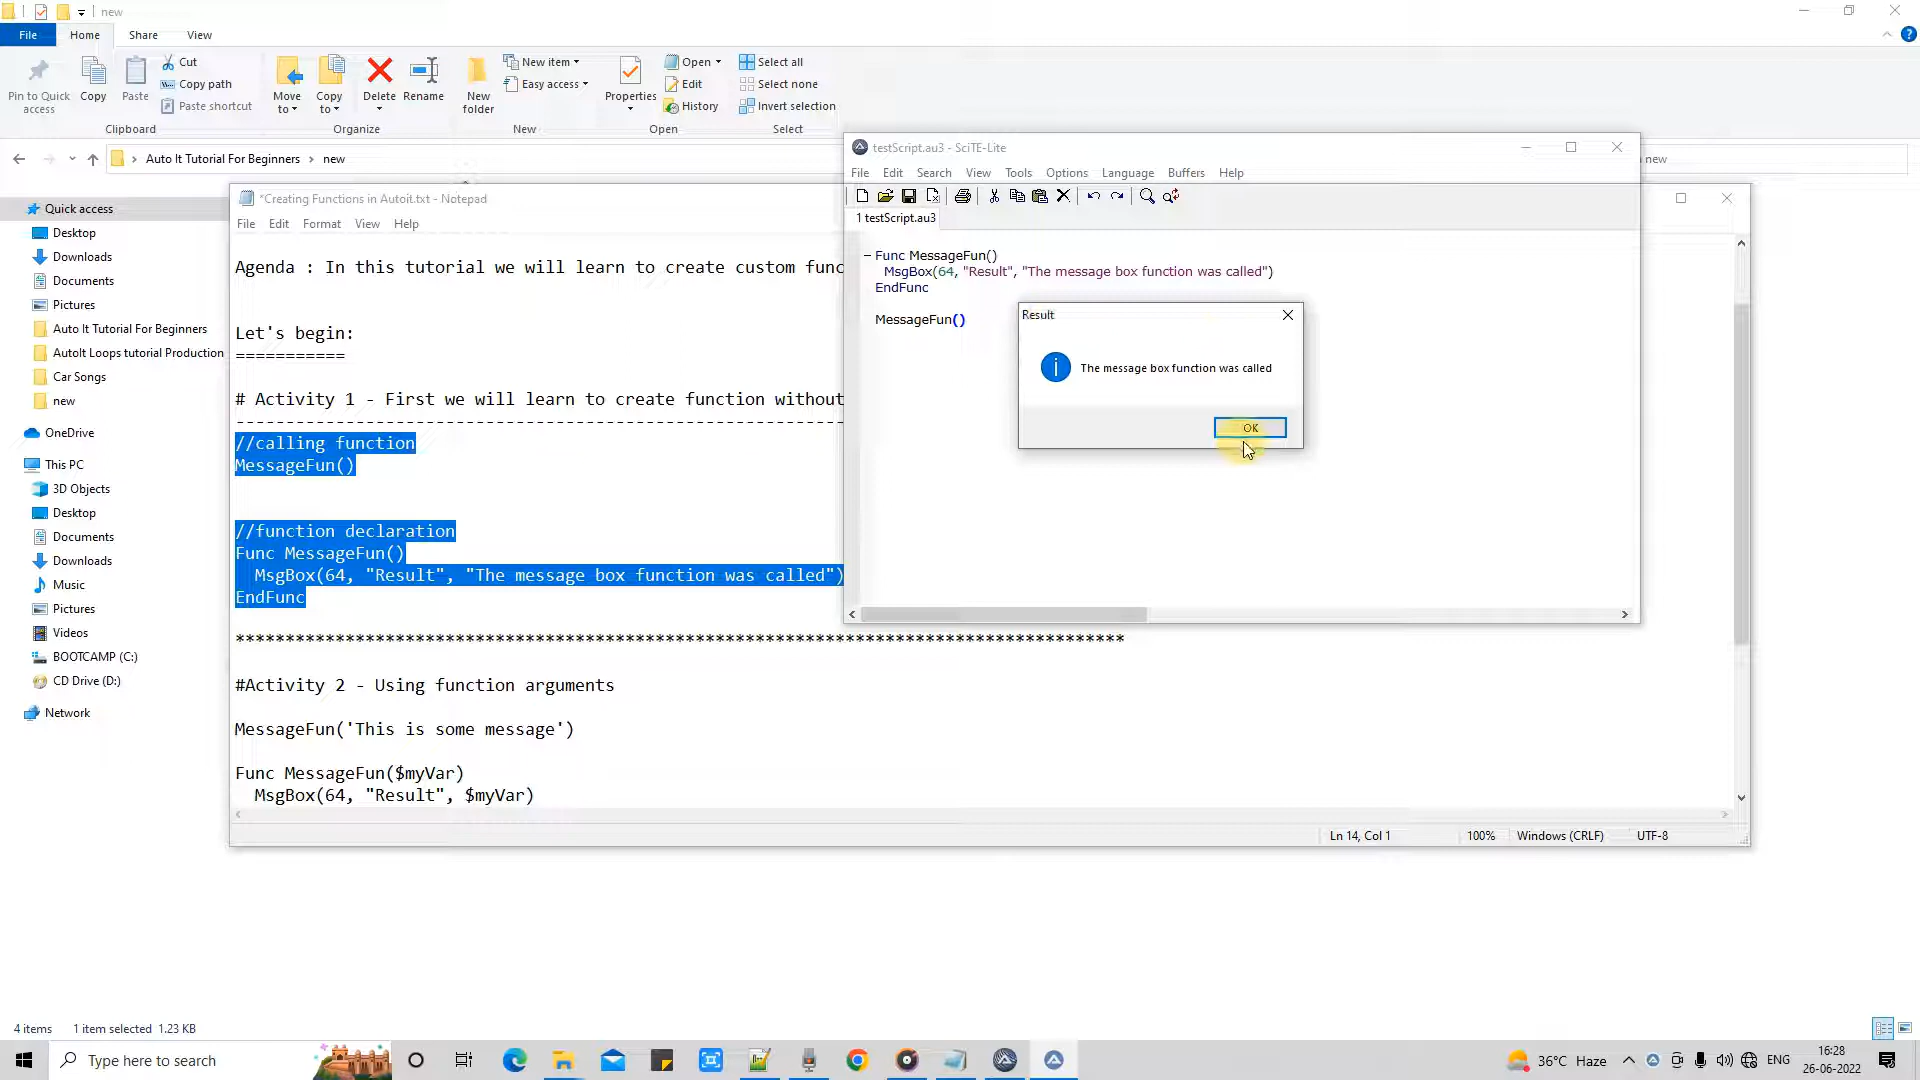 new
File Home Share View
Pin to Quick access
Copy
Paste
Cut
Copy path
Paste shortcut
Clipboard
Move to
Copy to
Delete
Rename
Organize
New folder
New item
Easy access
New
Properties
Open
Edit
History
Open
Select all
Select none
Invert selection
Select
Auto It Tutorial For Beginners > new
new
Quick access
Desktop
Downloads
Documents
Pictures
Auto It Tutorial For Beginners
AutoIt Loops tutorial Production
Car Songs
new
OneDrive
This PC
3D Objects
Desktop
Documents
Downloads
Music
Pictures
Videos
BOOTCAMP (C:)
CD Drive (D:)
Network
*Creating Functions in Autoit.txt - Notepad
File Edit Format View Help
Agenda : In this tutorial we will learn to create custom func
Let's begin:
===========
# Activity 1 - First we will learn to create function without
//calling function
MessageFun()
//function declaration
Func MessageFun()
MsgBox(64, "Result", "The message box function was called")
EndFunc
*****************************************************************************************
#Activity 2 - Using function arguments
MessageFun('This is some message')
Func MessageFun($myVar)
MsgBox(64, "Result", $myVar)
Ln 14, Col 1 100% Windows (CRLF) UTF-8
testScript.au3 - SciTE-Lite
File Edit Search View Tools Options Language Buffers Help
1 testScript.au3
Func MessageFun()
MsgBox(64, "Result", "The message box function was called")
EndFunc
MessageFun()
Result
The message box function was called
OK
4 items 1 item selected 1.23 KB
Type here to search
36°C Haze
ENG
16:28
26-06-2022